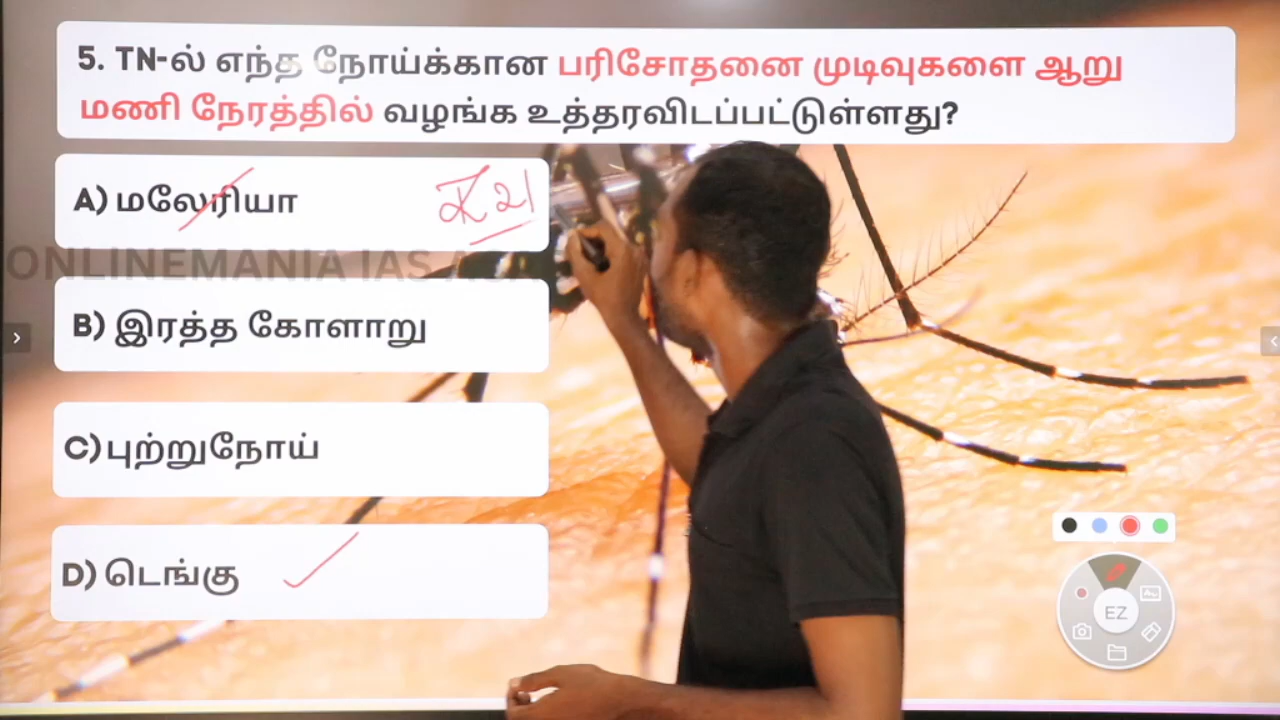 5. TN-ல் எந்த நோய்க்கான பரிசோதனை முடிவுகளை ஆறு
மணி நேரத்தில் வழங்க உத்தரவிடப்பட்டுள்ளது?
A) மலேரியா
21
ONLINEMANIA IAS
B) இரத்த கோளாறு
C) புற்றுநோய்
D) டெங்கு
EZ